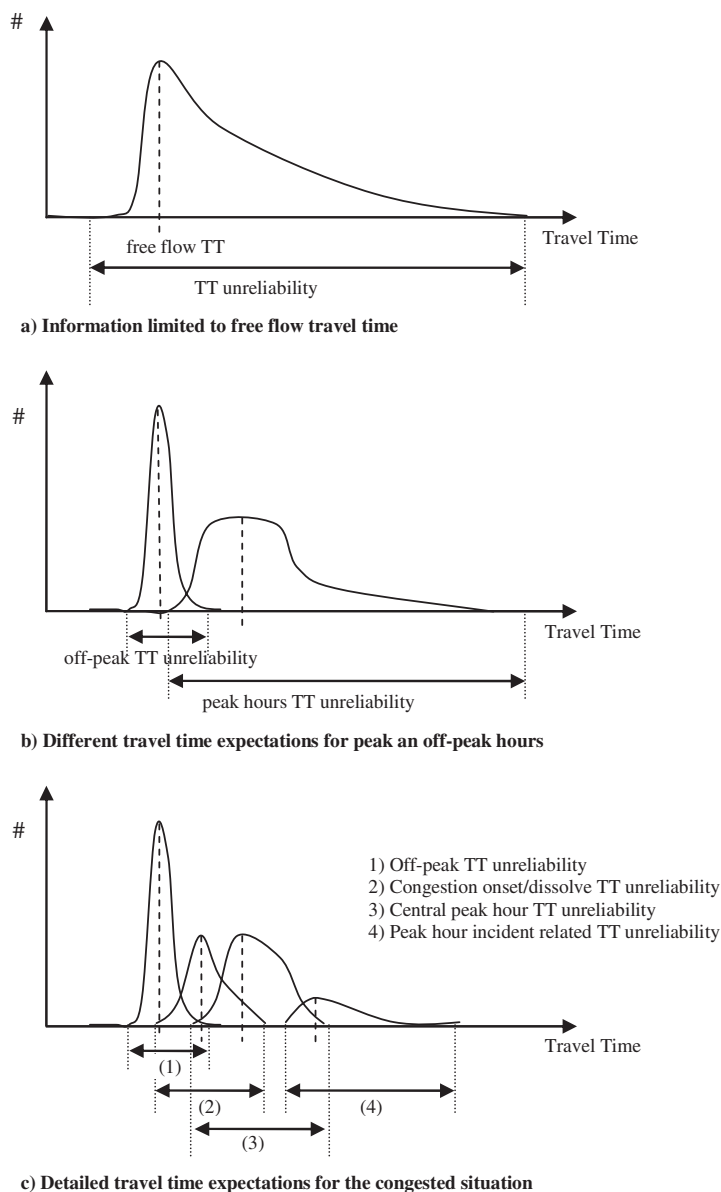 #
free flow TT
Travel Time
TT unreliability
a) Information limited to free flow travel time
#
Travel Time
off-peak TT unreliability
peak hours TT unreliability
b) Different travel time expectations for peak an off-peak hours
#
1) Off-peak TT unreliability
2) Congestion onset/dissolve TT unreliability
3) Central peak hour TT unreliability
4) Peak hour incident related TT unreliability
Travel Time
(1)
(2)
(4)
(3)
c) Detailed travel time expectations for the congested situation